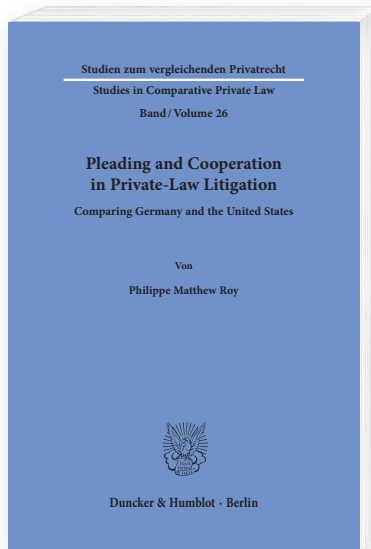 Studien zum vergleichenden Privatrecht
Studies in Comparative Private Law
Band / Volume 26
Pleading and Cooperation
in Private-Law Litigation
Comparing Germany and the United States
Von
Philippe Matthew Roy
Duncker & Humblot · Berlin